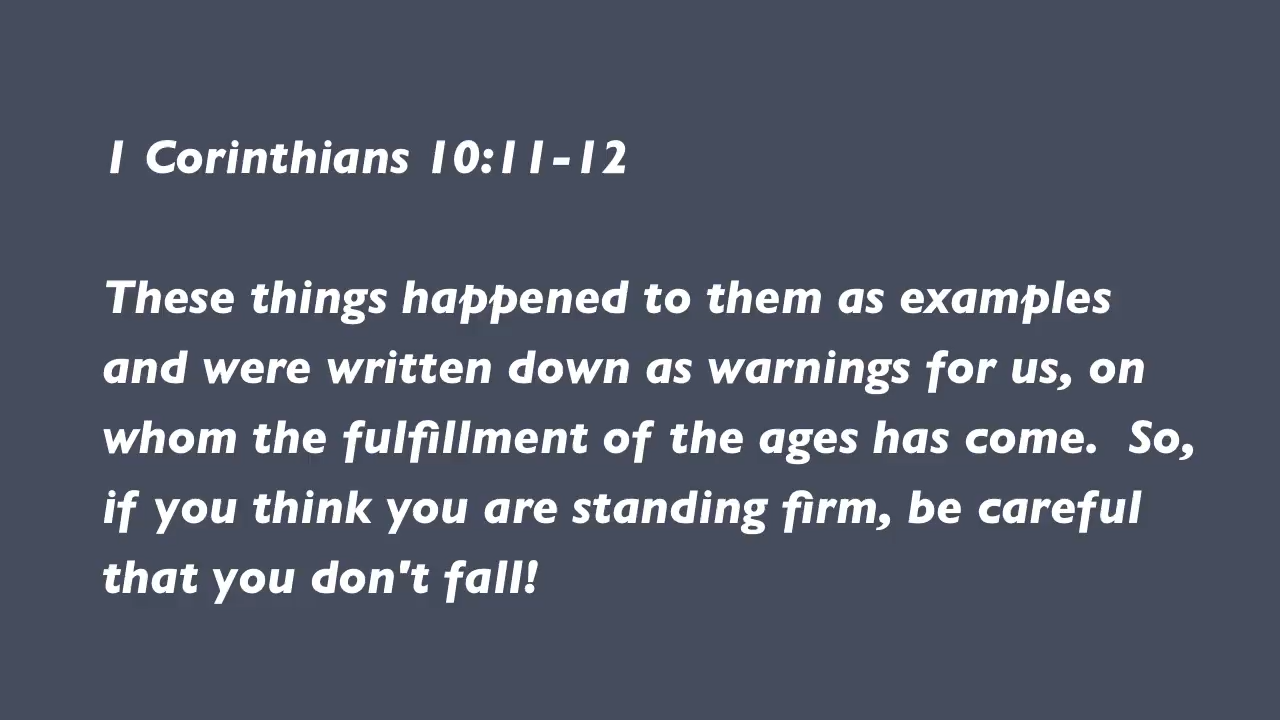 1 Corinthians 10:11-12
These things happened to them as examples
and were written down as warnings for us, on
whom the fulfillment of the ages has come.  So,
if you think you are standing firm, be careful
that you don't fall!